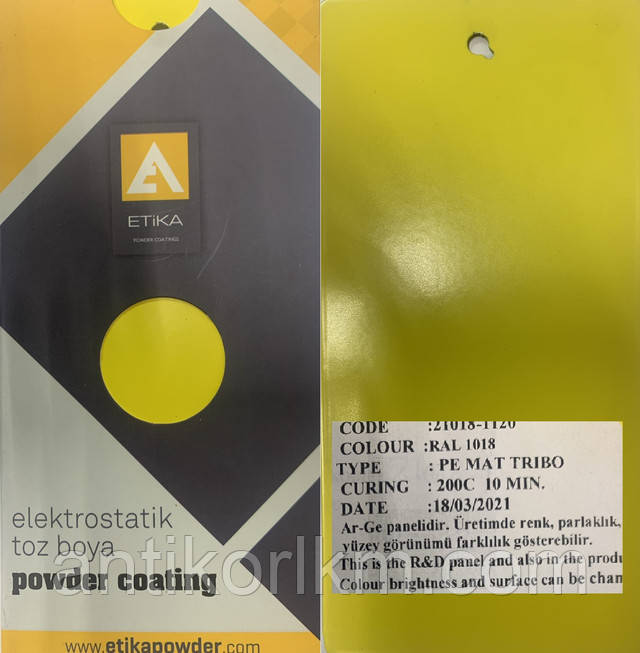 ETiKA
POWDER COATINGS
elektrostatik
toz boya
powder coating
www.etikapowder.com
CODE :21018-1120
COLOUR :RAL 1018
TYPE : PE MAT TRIBO
CURING : 200C 10 MIN.
DATE :18/03/2021
Ar-Ge panelidir. Üretimde renk, parlaklık,
yüzey görünümü farklılık gösterebilir.
This is the R&D panel and also in the produ
Colour brightness and surface can be chan
antikorlkm.com